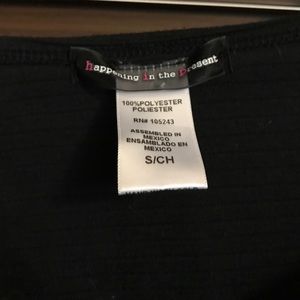 happening in the present
100%POLYESTER
POLIESTER
RN# 105243
ASSEMBLED IN
MEXICO
ENSAMBLADO EN
MEXICO
S/CH